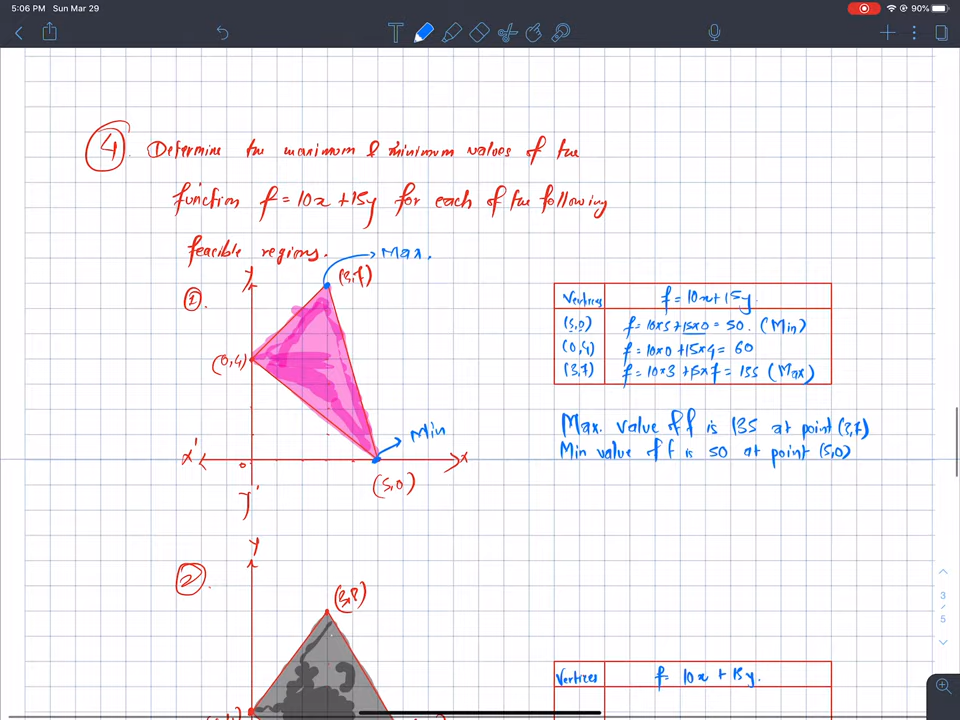 5:06 PM Sun Mar 29
90%
4. Determine the maximum & minimum values of the
function f = 10x + 15y for each of the following
feacible regions.
Max.
y
(3,7)
1.
(0,4)
Min
x' 0 x
(5,0)
y'
Vertices f = 10x + 15y.
(5,0) f = 10×5 + 15×0 = 50. (Min)
(0,4) f = 10×0 + 15×4 = 60
(3,7) f = 10×3 + 15×7 = 135 (Max)
Max. value of f is 135 at point (3,7)
Min value of f is 50 at point (5,0)
y
2.
(3,8)
Vertices f = 10x + 15y.
3
/
5